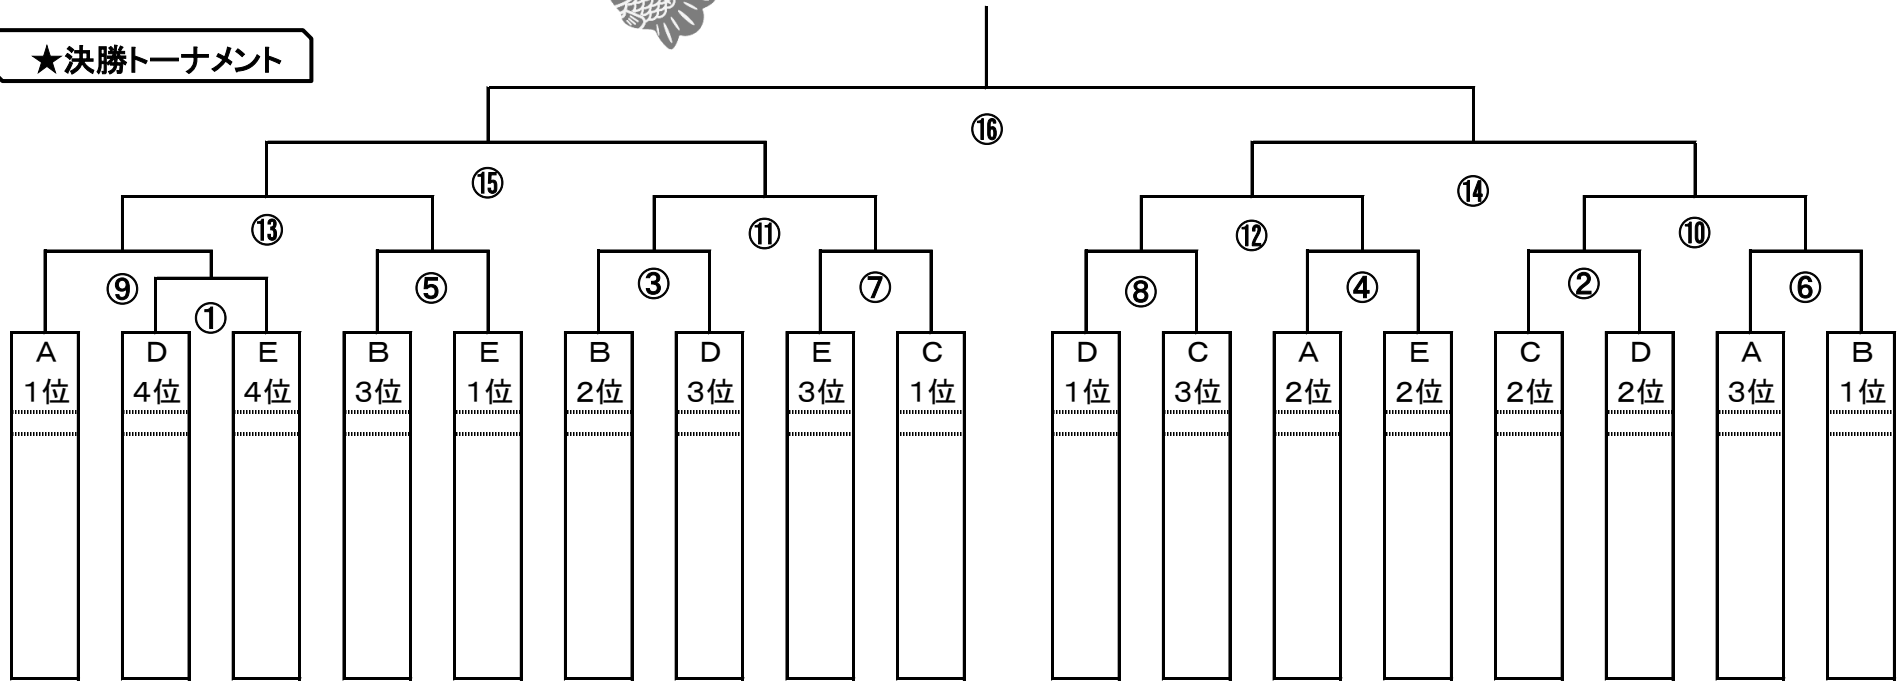 ★決勝トーナメント
⑯
⑮ ⑭
⑬ ⑪ ⑫ ⑩
⑨ ① ⑤ ③ ⑦ ⑧ ④ ② ⑥
A D E B E B D E C D C A E C D A B
1位 4位 4位 3位 1位 2位 3位 3位 1位 1位 3位 2位 2位 2位 2位 3位 1位